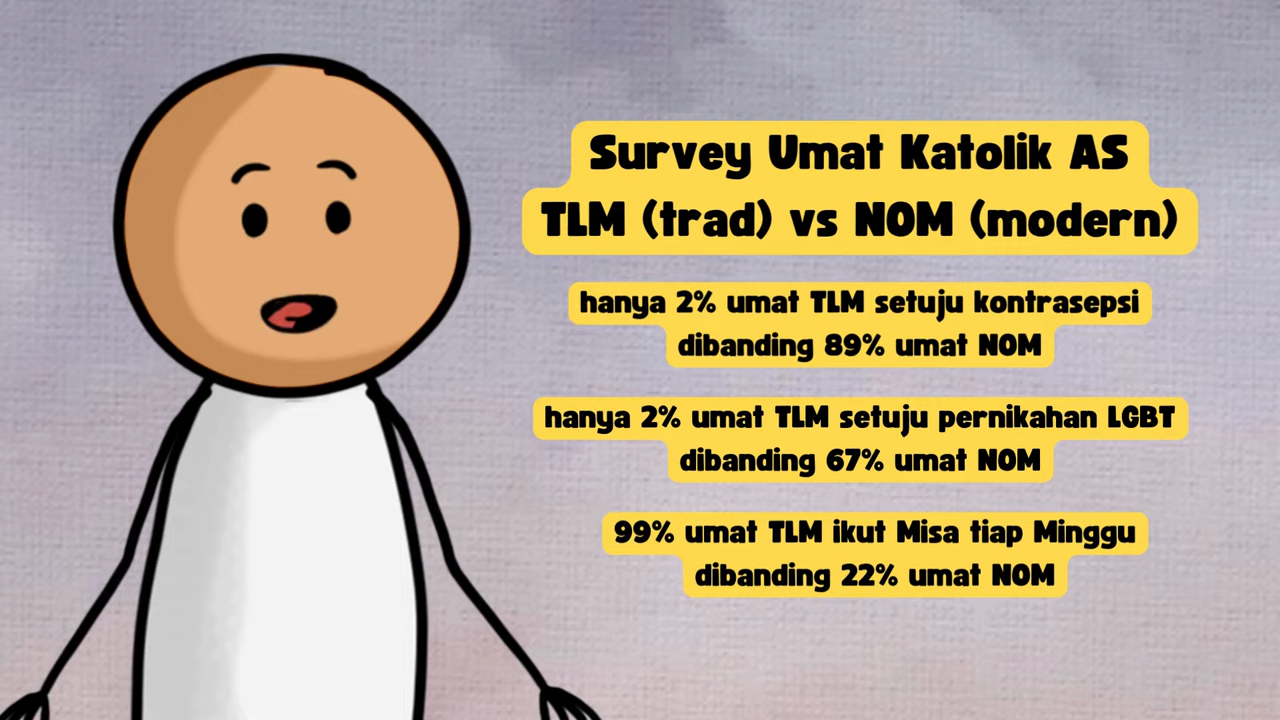 Survey Umat Katolik AS
TLM (trad) vs NOM (modern)
hanya 2% umat TLM setuju kontrasepsi
dibanding 89% umat NOM
hanya 2% umat TLM setuju pernikahan LGBT
dibanding 67% umat NOM
99% umat TLM ikut Misa tiap Minggu
dibanding 22% umat NOM